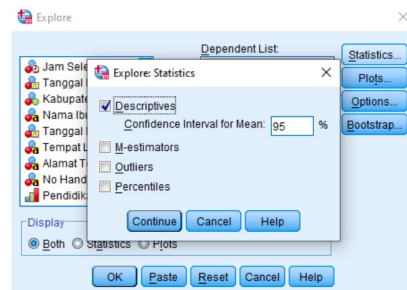 Explore
Dependent List:
Statistics...
Plots...
Options...
Bootstrap...
Jam Sele
Tanggal
Kabupate
Nama Ibu
Tanggal
Tempat L
Alamat T
No Hand
Pendidik
Explore: Statistics
Descriptives
Confidence Interval for Mean: 95 %
M-estimators
Outliers
Percentiles
Continue Cancel Help
Display
Both Statistics Plots
OK Paste Reset Cancel Help